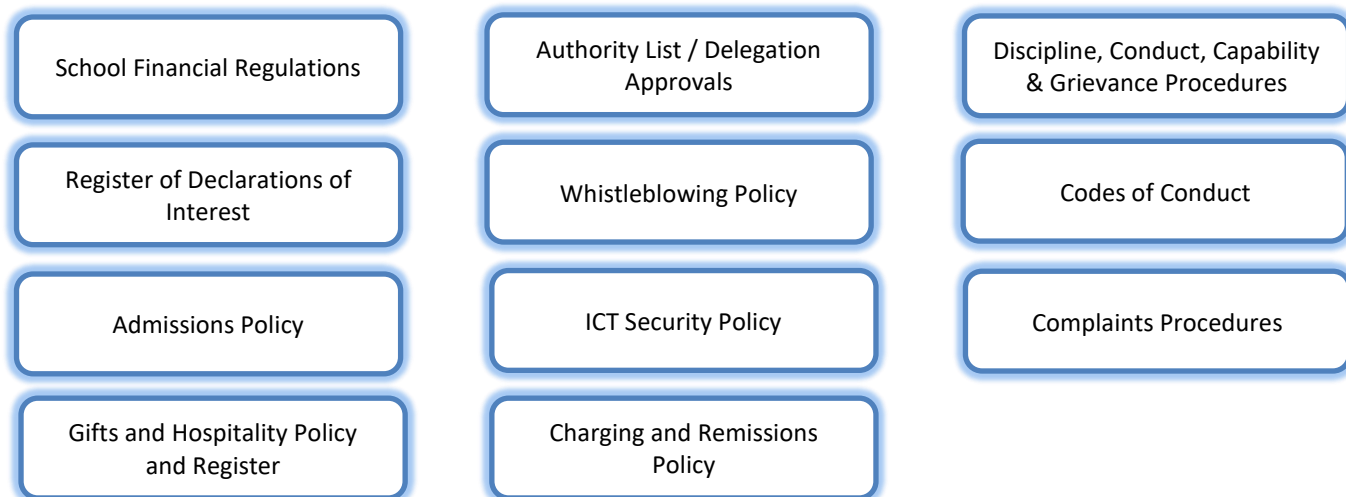 School Financial Regulations
Authority List / Delegation
Approvals
Discipline, Conduct, Capability
& Grievance Procedures
Register of Declarations of
Interest
Whistleblowing Policy
Codes of Conduct
Admissions Policy
ICT Security Policy
Complaints Procedures
Gifts and Hospitality Policy
and Register
Charging and Remissions
Policy